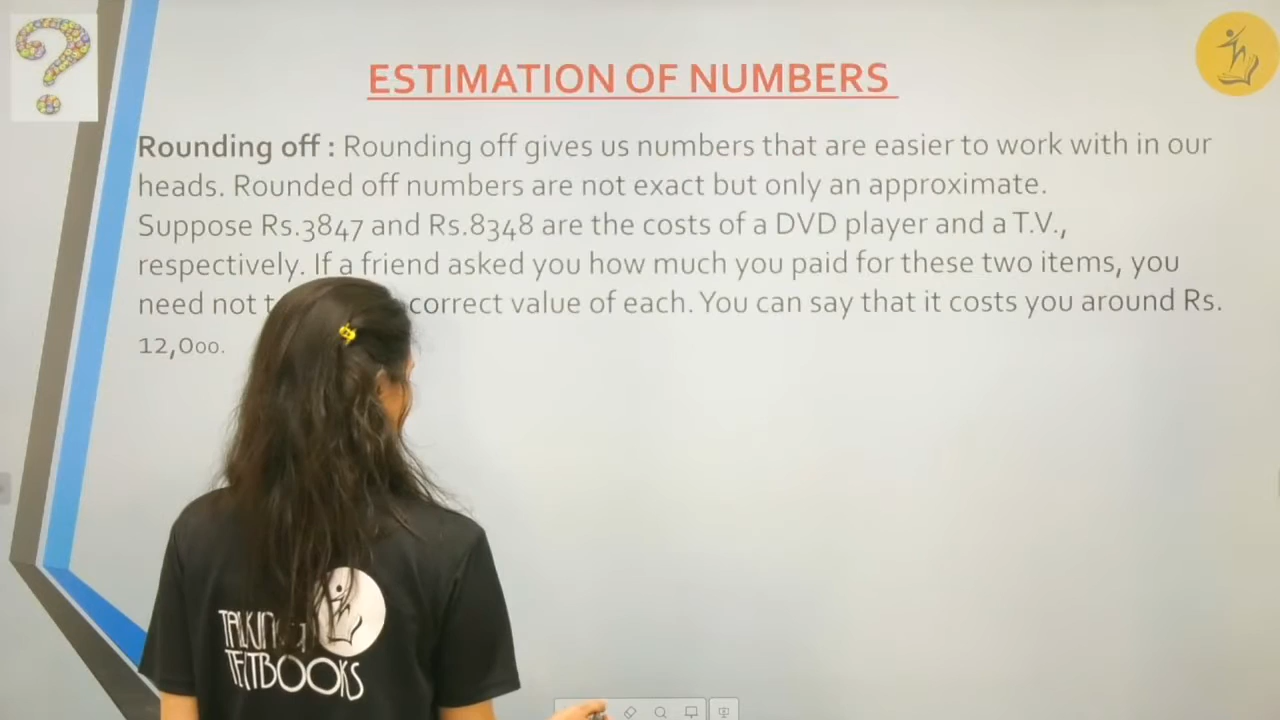 ESTIMATION OF NUMBERS
Rounding off : Rounding off gives us numbers that are easier to work with in our
heads. Rounded off numbers are not exact but only an approximate.
Suppose Rs.3847 and Rs.8348 are the costs of a DVD player and a T.V.,
respectively. If a friend asked you how much you paid for these two items, you
need not correct value of each. You can say that it costs you around Rs.
12,000.
TALKING
TEXTBOOKS